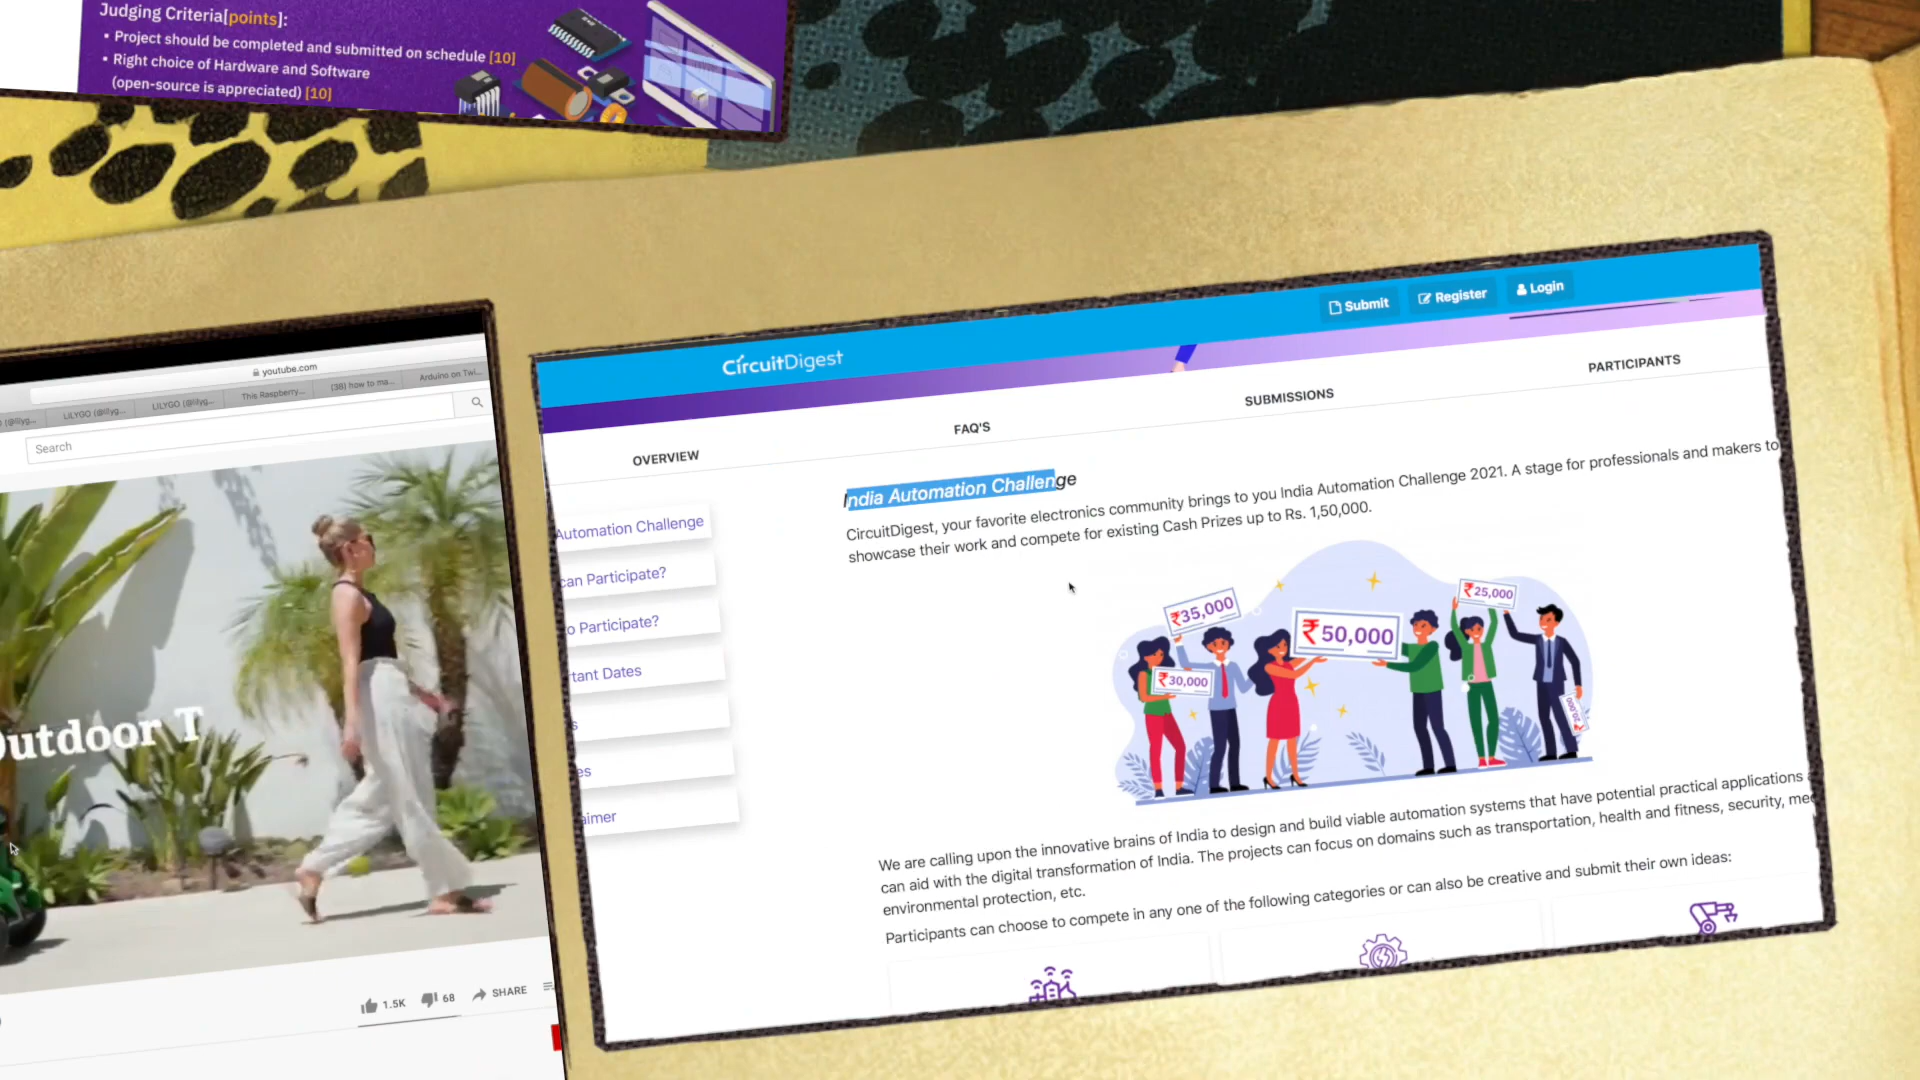 Judging Criteria[points]:
• Project should be completed and submitted on schedule [10]
• Right choice of Hardware and Software
(open-source is appreciated) [10]
youtube.com
LILYGO (@lilyg...
LILYGO (@lilyg...
This Raspberry...
(38) how to ma...
Arduino on Twi...
Search
Outdoor T
1.5K
68
SHARE
CircuitDigest
Submit
Register
Login
OVERVIEW
FAQ'S
SUBMISSIONS
PARTICIPANTS
Automation Challenge
can Participate?
o Participate?
tant Dates
s
es
aimer
India Automation Challenge
CircuitDigest, your favorite electronics community brings to you India Automation Challenge 2021. A stage for professionals and makers to
showcase their work and compete for existing Cash Prizes up to Rs. 1,50,000.
₹35,000
₹30,000
₹50,000
₹25,000
20,000
We are calling upon the innovative brains of India to design and build viable automation systems that have potential practical applications a
can aid with the digital transformation of India. The projects can focus on domains such as transportation, health and fitness, security, med
environmental protection, etc.
Participants can choose to compete in any one of the following categories or can also be creative and submit their own ideas: